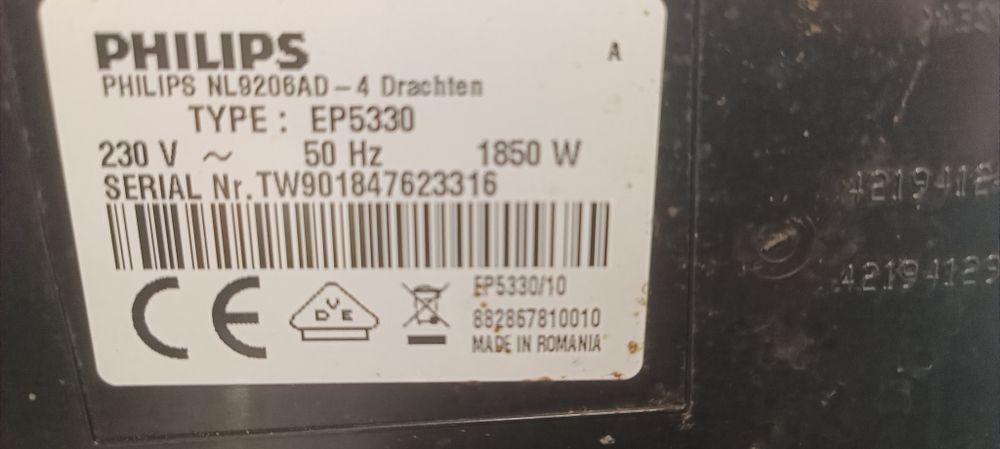 PHILIPS
A
PHILIPS NL9206AD-4 Drachten
TYPE : EP5330
230 V ~ 50 Hz 1850 W
SERIAL Nr. TW901847623316
CE
DVE
EP5330/10
882867810010
MADE IN ROMANIA